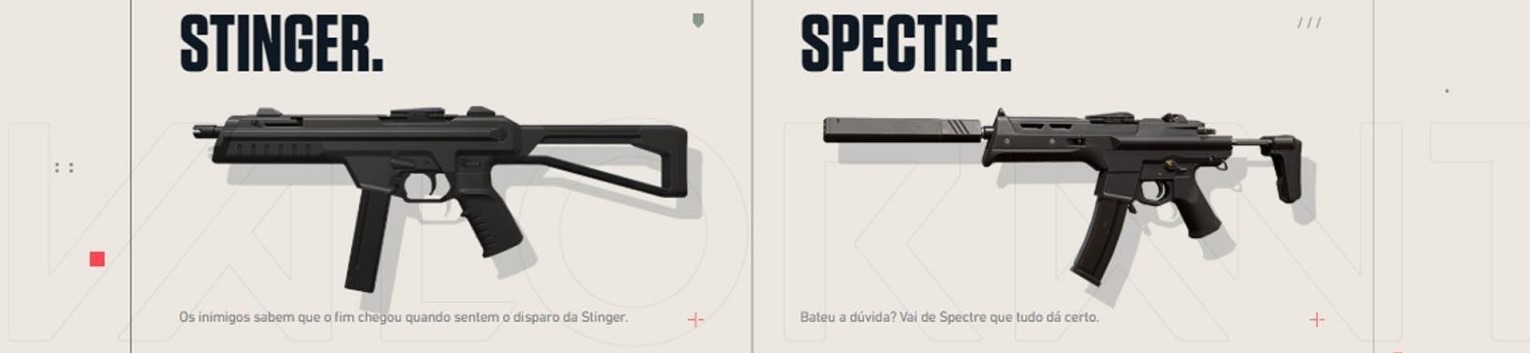 STINGER.
SPECTRE.
Os inimigos sabem que o fim chegou quando sentem o disparo da Stinger.
Bateu a dúvida? Vai de Spectre que tudo dá certo.